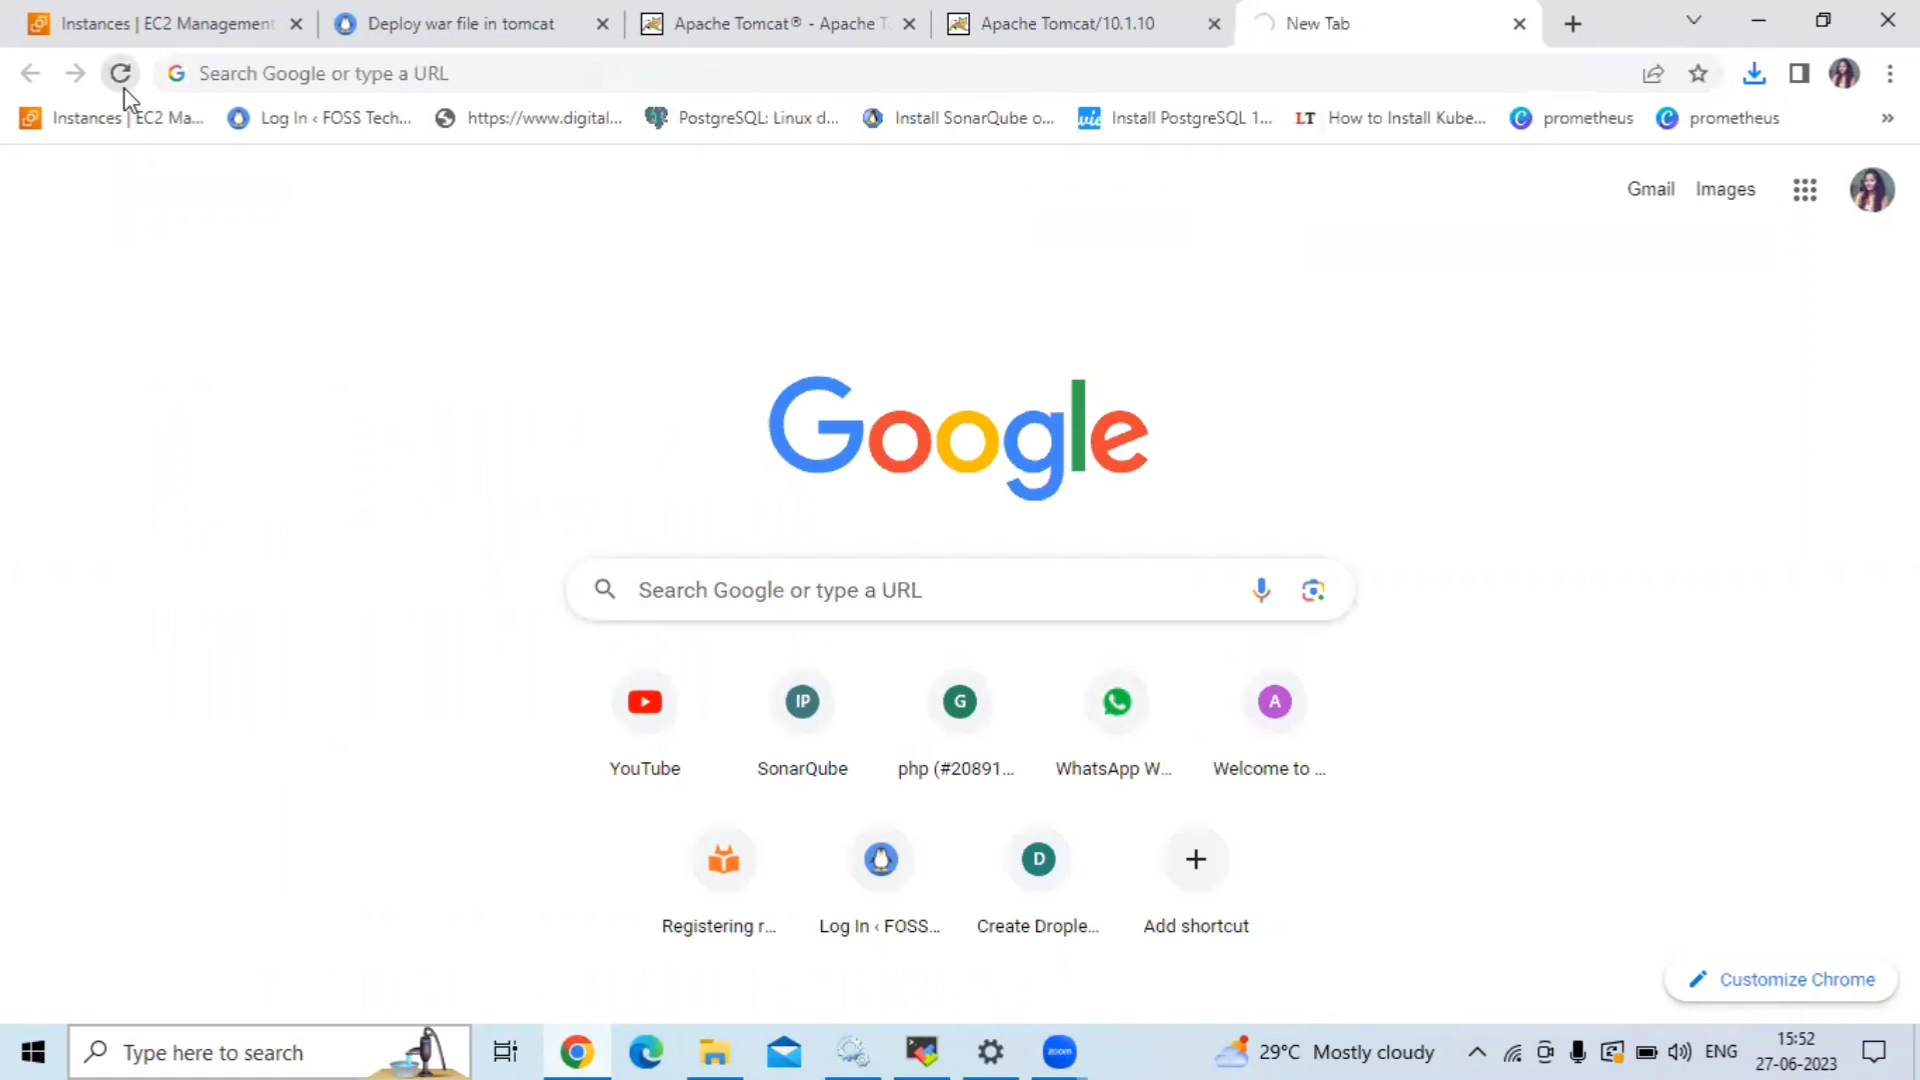 Instances | EC2 Management
Deploy war file in tomcat
Apache Tomcat® - Apache T
Apache Tomcat/10.1.10
New Tab
Search Google or type a URL
Instances | EC2 Ma...
Log In ‹ FOSS Tech...
https://www.digital...
PostgreSQL: Linux d...
Install SonarQube o...
vie
Install PostgreSQL 1...
LT
How to Install Kube...
prometheus
prometheus
»
Gmail
Images
Google
Search Google or type a URL
IP
G
A
YouTube
SonarQube
php (#20891...
WhatsApp W...
Welcome to ...
D
Registering r...
Log In ‹ FOSS...
Create Drople...
Add shortcut
Customize Chrome
Type here to search
zoom
29°C Mostly cloudy
ENG
15:52
27-06-2023